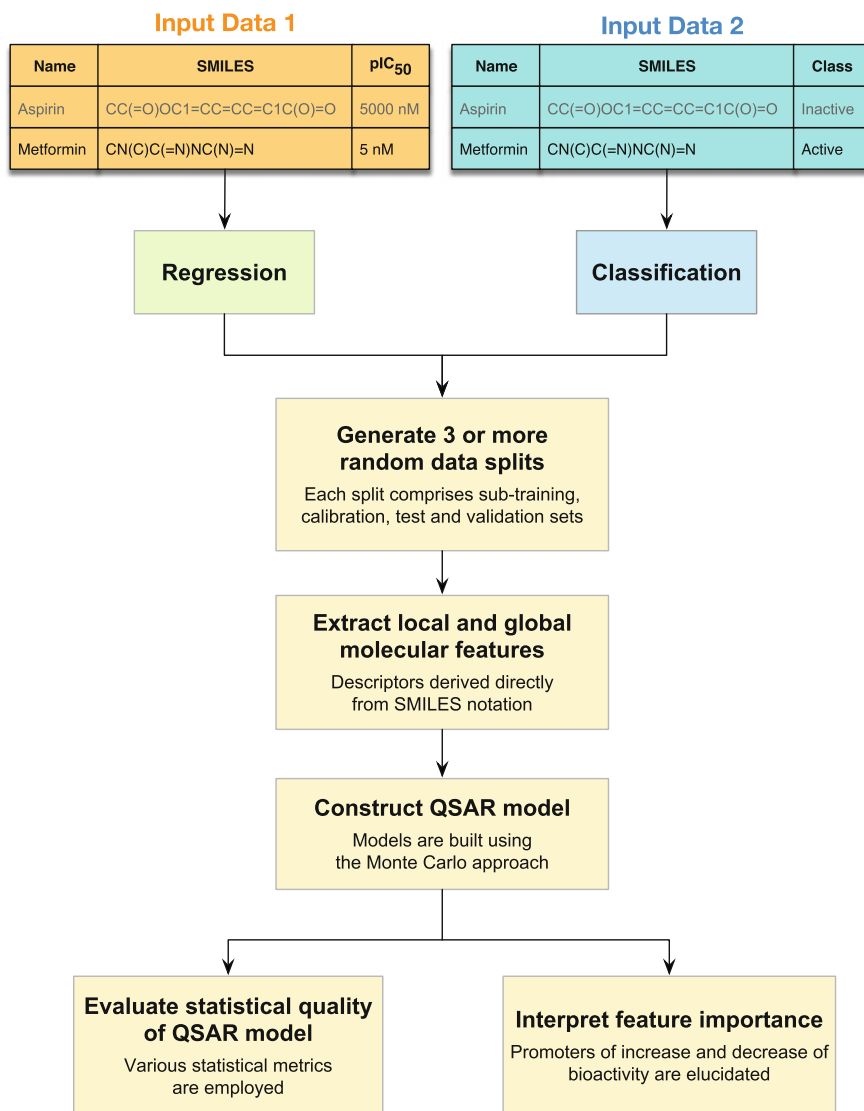 Input Data 1
Name SMILES pIC50
Aspirin CC(=O)OC1=CC=CC=C1C(O)=O 5000 nM
Metformin CN(C)C(=N)NC(N)=N 5 nM
Input Data 2
Name SMILES Class
Aspirin CC(=O)OC1=CC=CC=C1C(O)=O Inactive
Metformin CN(C)C(=N)NC(N)=N Active
Regression
Classification
Generate 3 or more
random data splits
Each split comprises sub-training,
calibration, test and validation sets
Extract local and global
molecular features
Descriptors derived directly
from SMILES notation
Construct QSAR model
Models are built using
the Monte Carlo approach
Evaluate statistical quality
of QSAR model
Various statistical metrics
are employed
Interpret feature importance
Promoters of increase and decrease of
bioactivity are elucidated